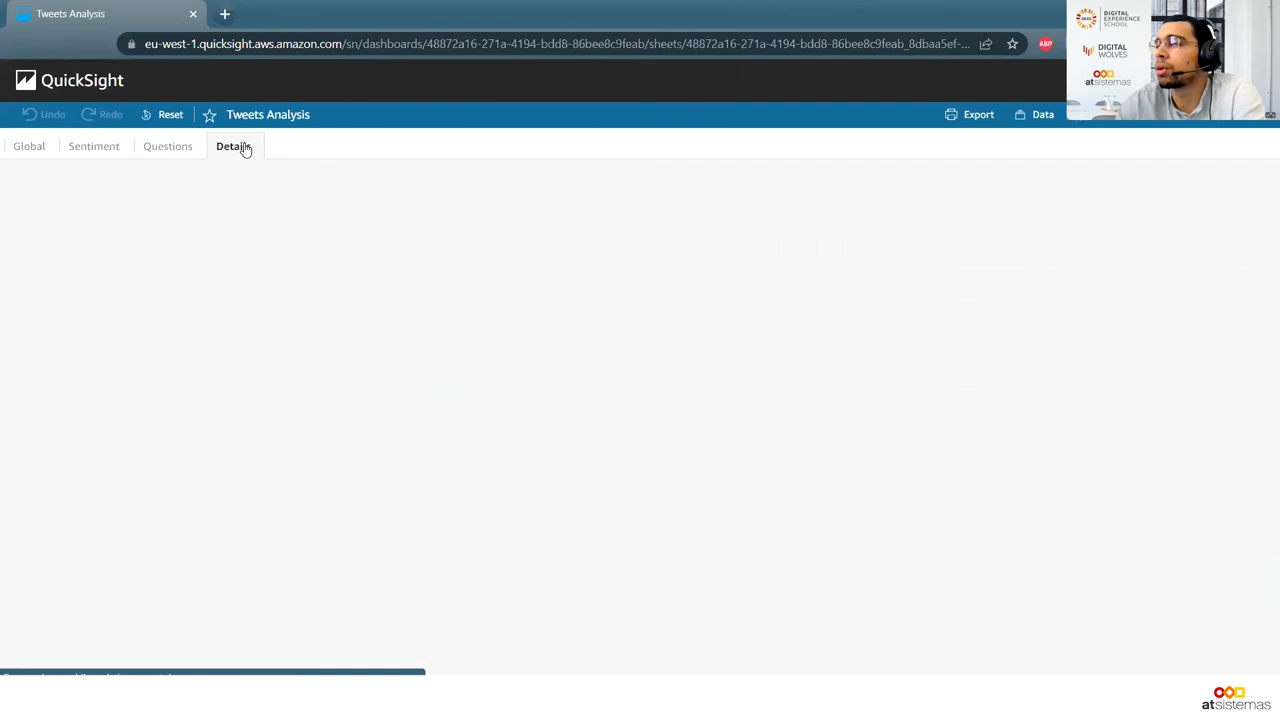 Tweets Analysis
eu-west-1.quicksight.aws.amazon.com/sn/dashboards/48872a16-271a-4194-bdd8-86bee8c9feab/sheets/48872a16-271a-4194-bdd8-86bee8c9feab_8dbaa5ef-...
ABP
DIGITAL
EXPERIENCE
SCHOOL
DIGITAL
WOLVES
atsistemas
QuickSight
Undo
Redo
Reset
Tweets Analysis
Export
Data
Global
Sentiment
Questions
Details
atsistemas